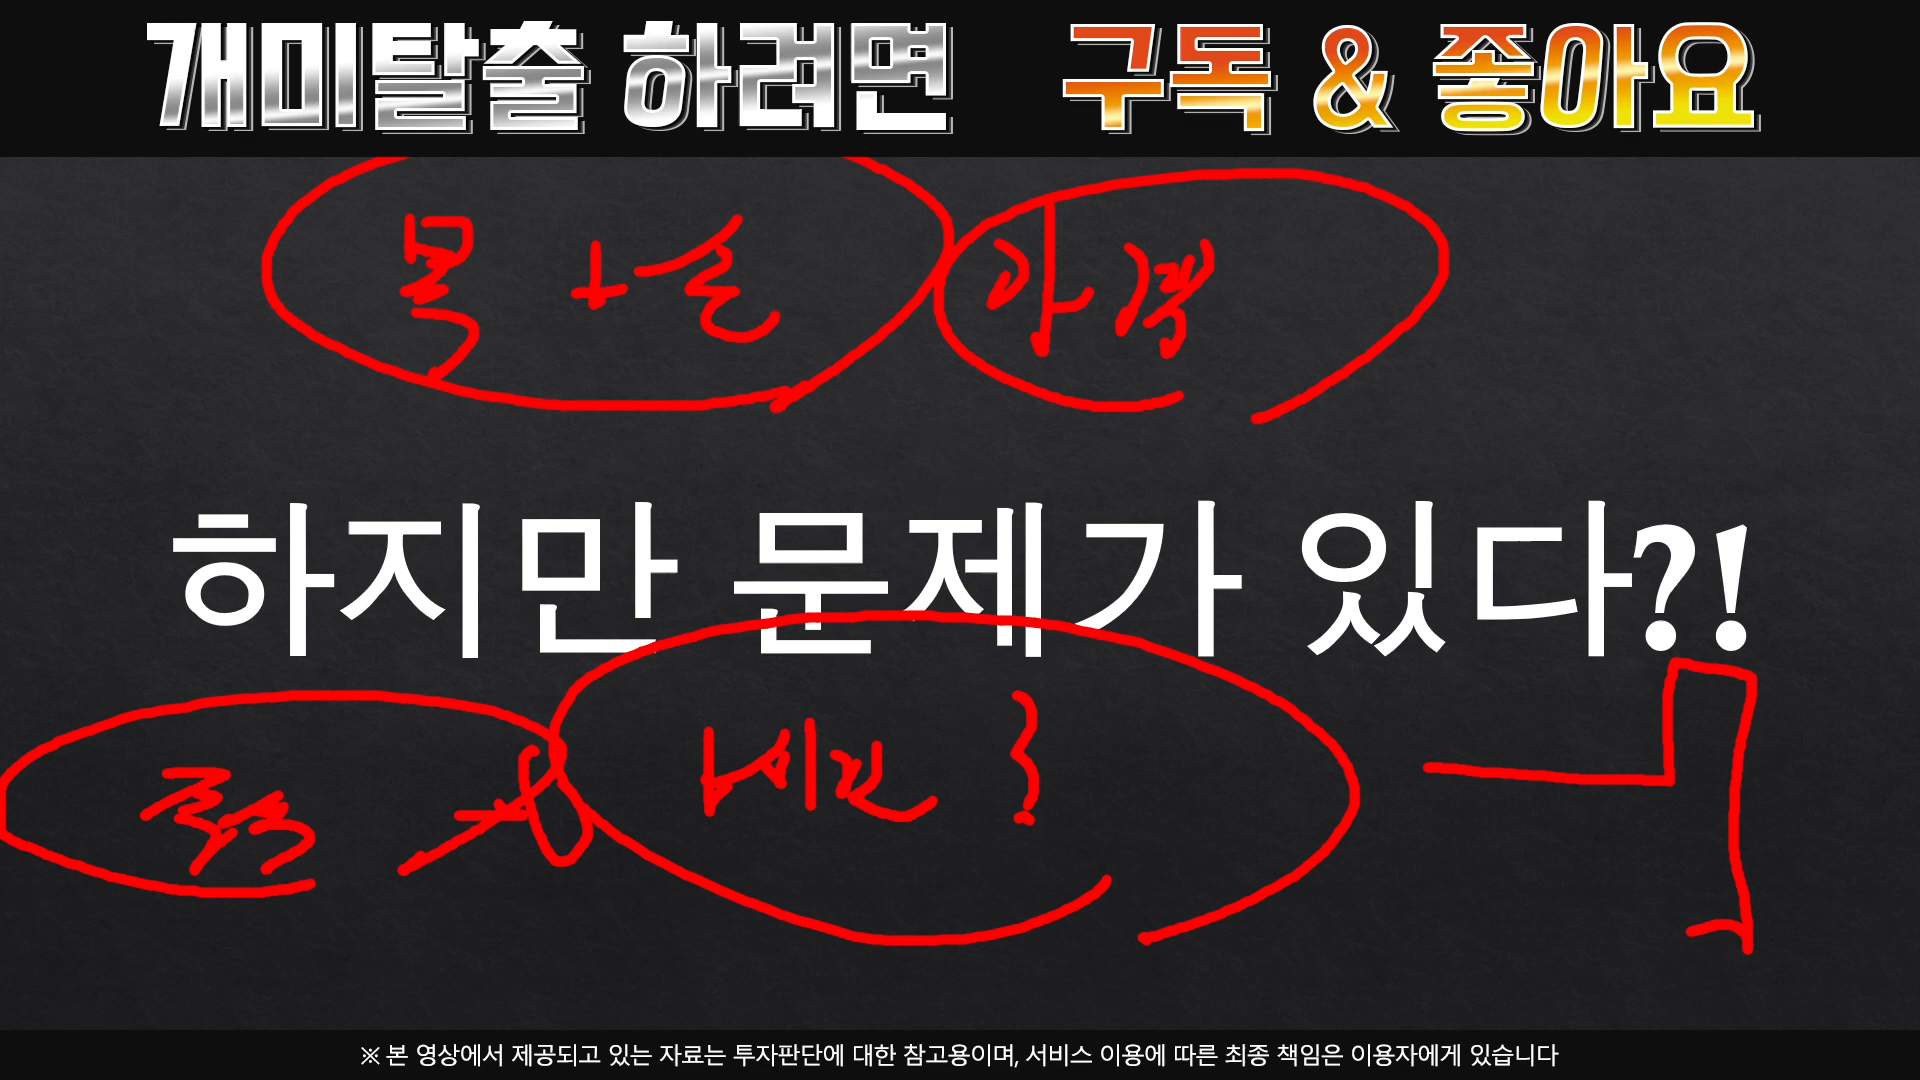 개미탈출 하려면 구독 & 좋아요
하지만 문제가 있다?!
※ 본 영상에서 제공되고 있는 자료는 투자판단에 대한 참고용이며, 서비스 이용에 따른 최종 책임은 이용자에게 있습니다